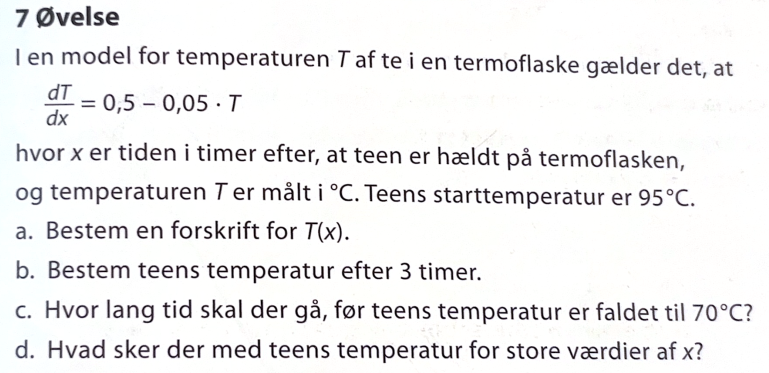 7 Øvelse
I en model for temperaturen T af te i en termoflaske gælder det, at
dT/dx = 0,5 – 0,05 · T
hvor x er tiden i timer efter, at teen er hældt på termoflasken,
og temperaturen T er målt i °C. Teens starttemperatur er 95°C.
a. Bestem en forskrift for T(x).
b. Bestem teens temperatur efter 3 timer.
c. Hvor lang tid skal der gå, før teens temperatur er faldet til 70°C?
d. Hvad sker der med teens temperatur for store værdier af x?